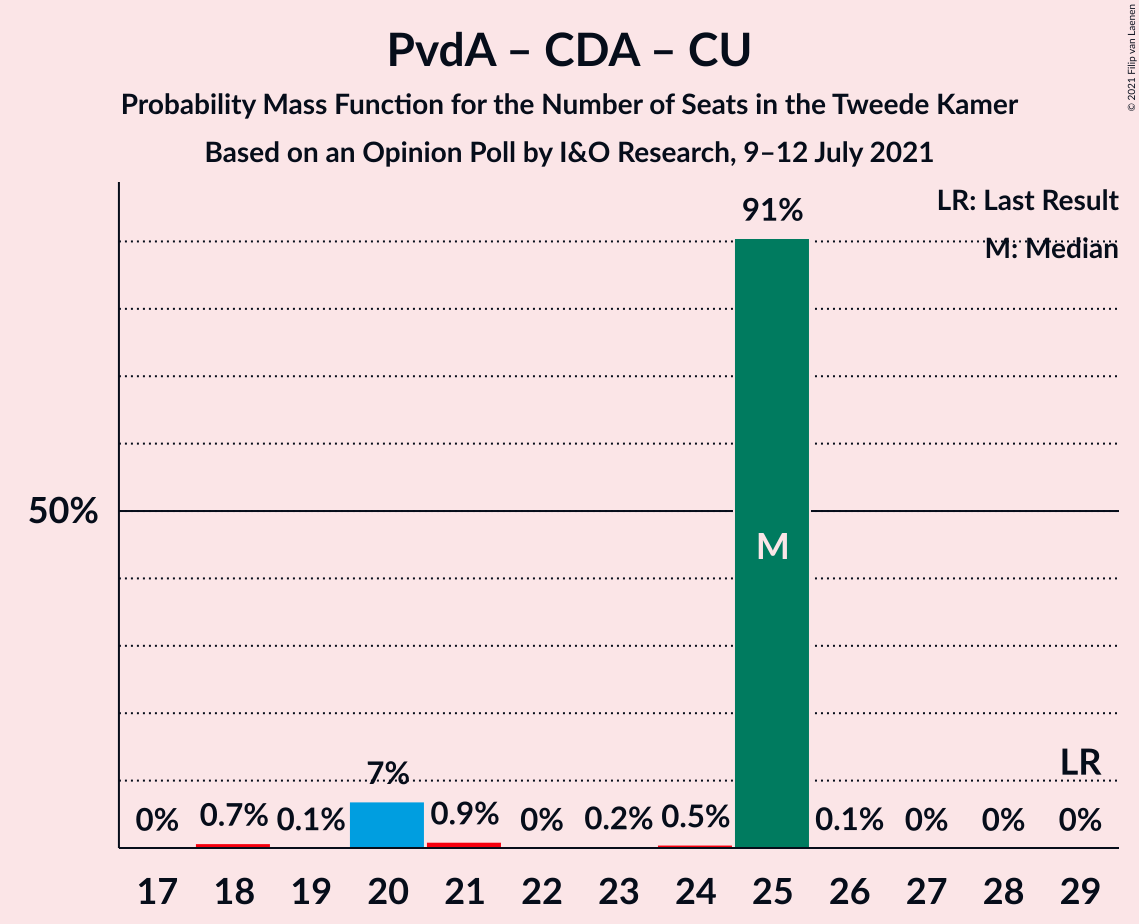 PvdA – CDA – CU
Probability Mass Function for the Number of Seats in the Tweede Kamer
Based on an Opinion Poll by I&O Research, 9–12 July 2021
© 2021 Filip van Laenen
LR: Last Result
M: Median
91%
50%
M
LR
7%
0% 0.7% 0.1% 0.9% 0% 0.2% 0.5% 0.1% 0% 0% 0%
17 18 19 20 21 22 23 24 25 26 27 28 29